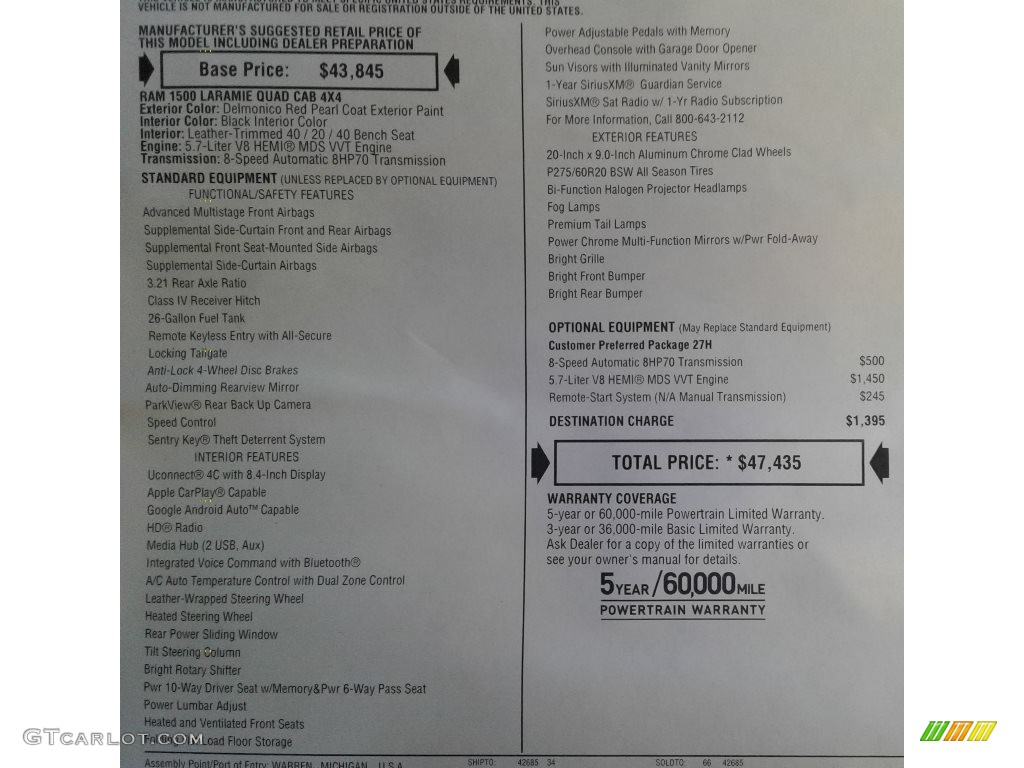 VEHICLE IS NOT MANUFACTURED FOR SALE OR REGISTRATION OUTSIDE OF THE UNITED STATES.
MANUFACTURER'S SUGGESTED RETAIL PRICE OF
THIS MODEL INCLUDING DEALER PREPARATION
Base Price: $43,845
RAM 1500 LARAMIE QUAD CAB 4X4
Exterior Color: Delmonico Red Pearl Coat Exterior Paint
Interior Color: Black Interior Color
Interior: Leather-Trimmed 40 / 20 / 40 Bench Seat
Engine: 5.7-Liter V8 HEMI® MDS VVT Engine
Transmission: 8-Speed Automatic 8HP70 Transmission
STANDARD EQUIPMENT (UNLESS REPLACED BY OPTIONAL EQUIPMENT)
FUNCTIONAL/SAFETY FEATURES
Advanced Multistage Front Airbags
Supplemental Side-Curtain Front and Rear Airbags
Supplemental Front Seat-Mounted Side Airbags
Supplemental Side-Curtain Airbags
3.21 Rear Axle Ratio
Class IV Receiver Hitch
26-Gallon Fuel Tank
Remote Keyless Entry with All-Secure
Locking Tailgate
Anti-Lock 4-Wheel Disc Brakes
Auto-Dimming Rearview Mirror
ParkView® Rear Back Up Camera
Speed Control
Sentry Key® Theft Deterrent System
INTERIOR FEATURES
Uconnect® 4C with 8.4-Inch Display
Apple CarPlay® Capable
Google Android Auto™ Capable
HD® Radio
Media Hub (2 USB, Aux)
Integrated Voice Command with Bluetooth®
A/C Auto Temperature Control with Dual Zone Control
Leather-Wrapped Steering Wheel
Heated Steering Wheel
Rear Power Sliding Window
Tilt Steering Column
Bright Rotary Shifter
Pwr 10-Way Driver Seat w/Memory&Pwr 6-Way Pass Seat
Power Lumbar Adjust
Heated and Ventilated Front Seats
Load Floor Storage
Power Adjustable Pedals with Memory
Overhead Console with Garage Door Opener
Sun Visors with Illuminated Vanity Mirrors
1-Year SiriusXM® Guardian Service
SiriusXM® Sat Radio w/ 1-Yr Radio Subscription
For More Information, Call 800-643-2112
EXTERIOR FEATURES
20-Inch x 9.0-Inch Aluminum Chrome Clad Wheels
P275/60R20 BSW All Season Tires
Bi-Function Halogen Projector Headlamps
Fog Lamps
Premium Tail Lamps
Power Chrome Multi-Function Mirrors w/Pwr Fold-Away
Bright Grille
Bright Front Bumper
Bright Rear Bumper
OPTIONAL EQUIPMENT (May Replace Standard Equipment)
Customer Preferred Package 27H
8-Speed Automatic 8HP70 Transmission $500
5.7-Liter V8 HEMI® MDS VVT Engine $1,450
Remote-Start System (N/A Manual Transmission) $245
DESTINATION CHARGE $1,395
TOTAL PRICE: * $47,435
WARRANTY COVERAGE
5-year or 60,000-mile Powertrain Limited Warranty.
3-year or 36,000-mile Basic Limited Warranty.
Ask Dealer for a copy of the limited warranties or
see your owner's manual for details.
5 YEAR / 60,000 MILE
POWERTRAIN WARRANTY
Assembly Point/Port of Entry: WARREN, MICHIGAN, U.S.A.
SHIPTO: 42685 34 SOLDTO: 66 42685
GTCARLOT.COM